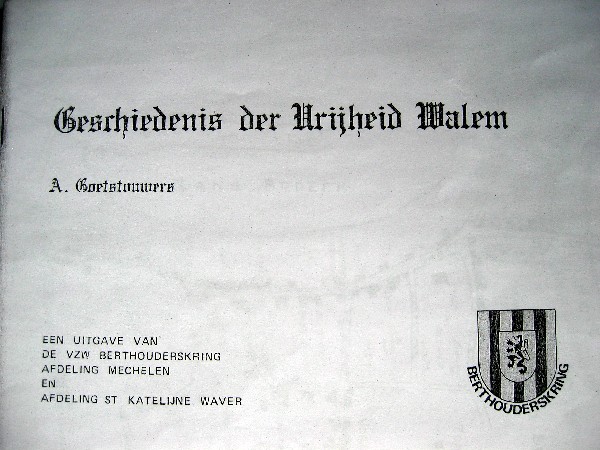 Geschiedenis der Vrijheid Walem
A. Goetstouwers
EEN UITGAVE VAN
DE VZW BERTHOUDERSKRING
AFDELING MECHELEN
EN
AFDELING ST KATELIJNE WAVER
BERTHOUDERSKRING